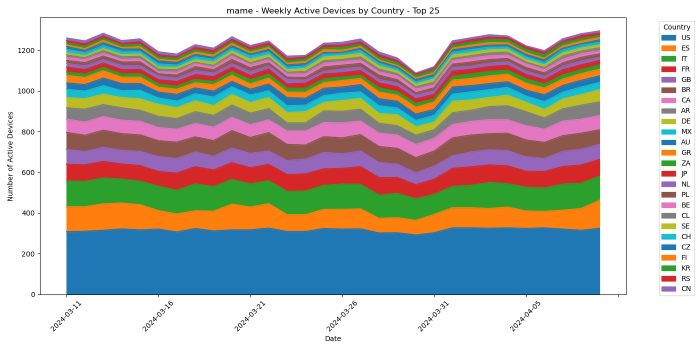 mame - Weekly Active Devices by Country - Top 25
Number of Active Devices
1200
1000
800
600
400
200
0
2024-03-11
2024-03-16
2024-03-21
2024-03-26
2024-03-31
2024-04-05
Date
Country
US
ES
IT
FR
GB
BR
CA
AR
DE
MX
AU
GR
ZA
JP
NL
PL
BE
CL
SE
CH
CZ
FI
KR
RS
CN